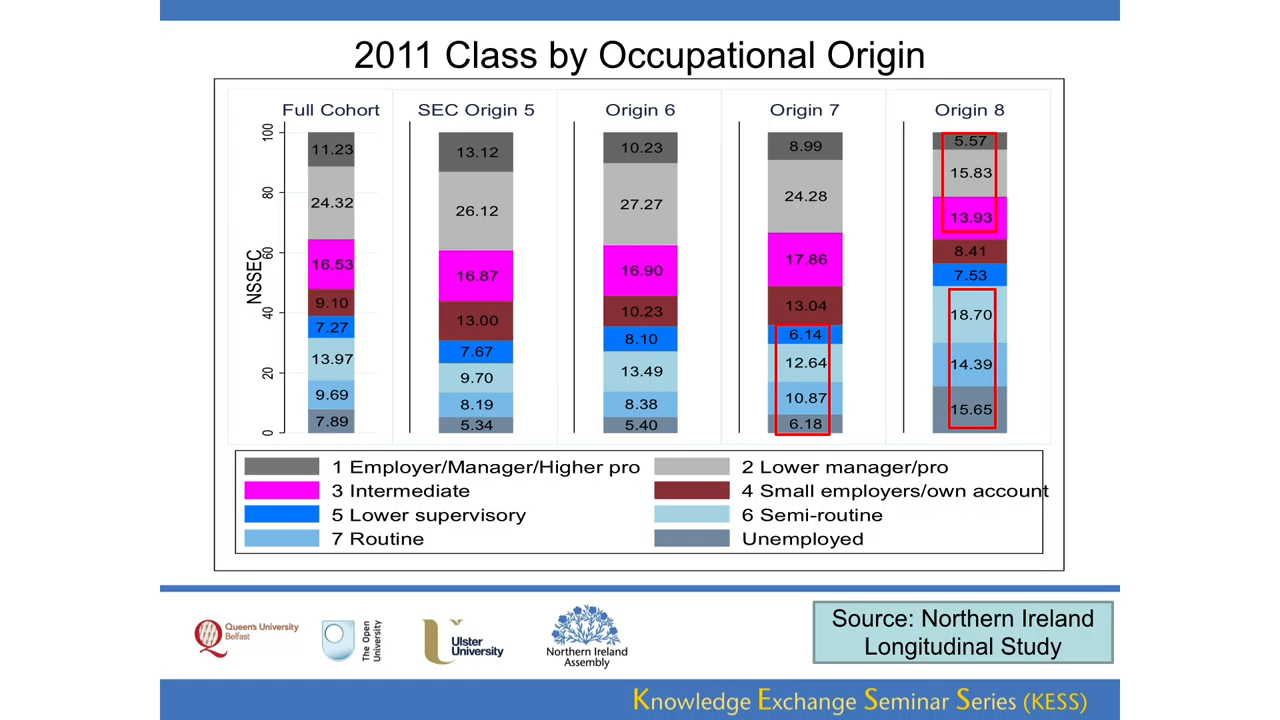 2011 Class by Occupational Origin
Full Cohort
SEC Origin 5
Origin 6
Origin 7
Origin 8
NSSEC
100
80
60
40
20
0
11.23
24.32
16.53
9.10
7.27
13.97
9.69
7.89
13.12
26.12
16.87
13.00
7.67
9.70
8.19
5.34
10.23
27.27
16.90
10.23
8.10
13.49
8.38
5.40
8.99
24.28
17.86
13.04
6.14
12.64
10.87
6.18
5.57
15.83
13.93
8.41
7.53
18.70
14.39
15.65
1 Employer/Manager/Higher pro
2 Lower manager/pro
3 Intermediate
4 Small employers/own account
5 Lower supervisory
6 Semi-routine
7 Routine
Unemployed
Queen's University
Belfast
The Open
University
Ulster
University
Northern Ireland
Assembly
Source: Northern Ireland
Longitudinal Study
Knowledge Exchange Seminar Series (KESS)